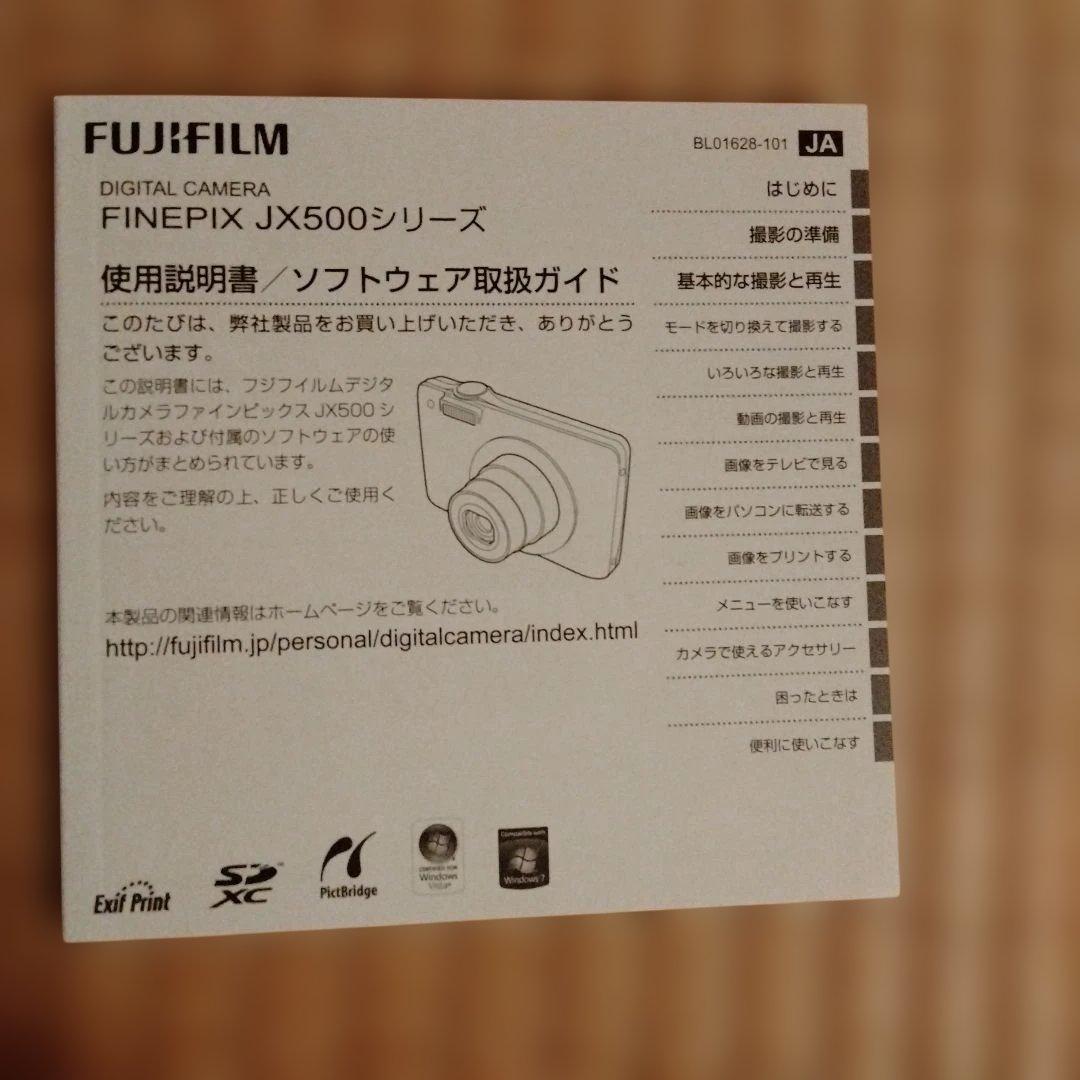 FUJIFILM
BL01628-101 JA
DIGITAL CAMERA
FINEPIX JX500シリーズ
使用説明書／ソフトウェア取扱ガイド
このたびは、弊社製品をお買い上げいただき、ありがとう
ございます。
この説明書には、フジフイルムデジタ
ルカメラファインピックス JX500 シ
リーズおよび付属のソフトウェアの使
い方がまとめられています。
内容をご理解の上、正しくご使用く
ださい。
本製品の関連情報はホームページをご覧ください。
http://fujifilm.jp/personal/digitalcamera/index.html
はじめに
撮影の準備
基本的な撮影と再生
モードを切り換えて撮影する
いろいろな撮影と再生
動画の撮影と再生
画像をテレビで見る
画像をパソコンに転送する
画像をプリントする
メニューを使いこなす
カメラで使えるアクセサリー
困ったときは
便利に使いこなす
Exif Print
SD
XC
™
PictBridge
CERTIFIED FOR
Windows
Vista®
Compatible with
Windows 7